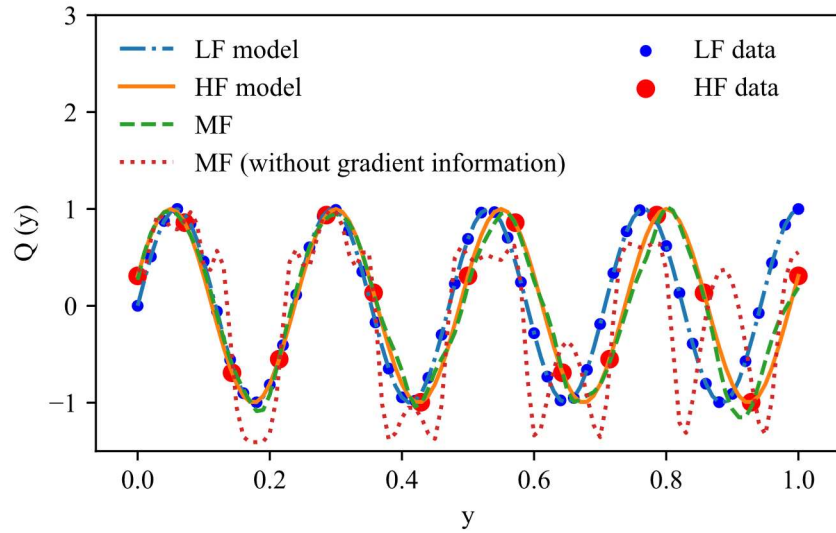 3
LF model
LF data
HF model
HF data
2
MF
MF (without gradient information)
1
Q (y)
0
−1
0.0 0.2 0.4 0.6 0.8 1.0
y